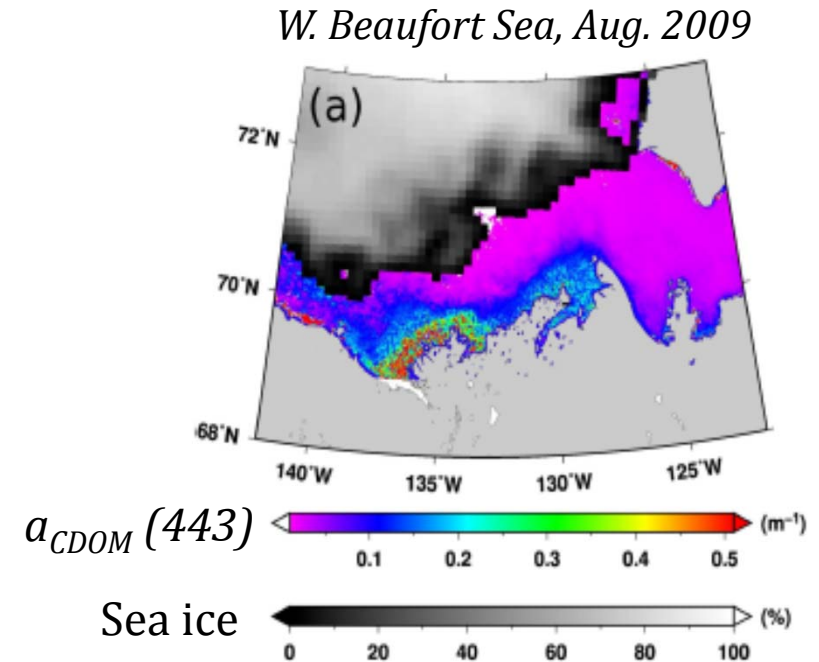 W. Beaufort Sea, Aug. 2009
(a)
72°N
70°N
68°N
140°W 135°W 130°W 125°W
a_CDOM (443) (m⁻¹)
0.1 0.2 0.3 0.4 0.5
Sea ice (%)
0 20 40 60 80 100